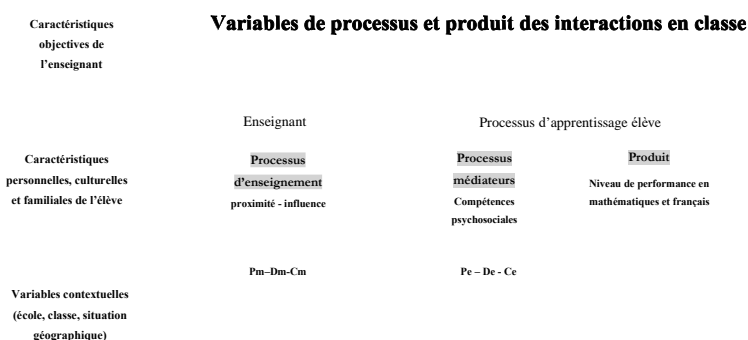 Caractéristiques
objectives de
l'enseignant
Variables de processus et produit des interactions en classe
Enseignant
Processus d'apprentissage élève
Caractéristiques
personnelles, culturelles
et familiales de l'élève
Processus
d'enseignement
proximité - influence
Processus
médiateurs
Compétences
psychosociales
Produit
Niveau de performance en
mathématiques et français
Pm–Dm-Cm
Pe – De - Ce
Variables contextuelles
(école, classe, situation
géographique)